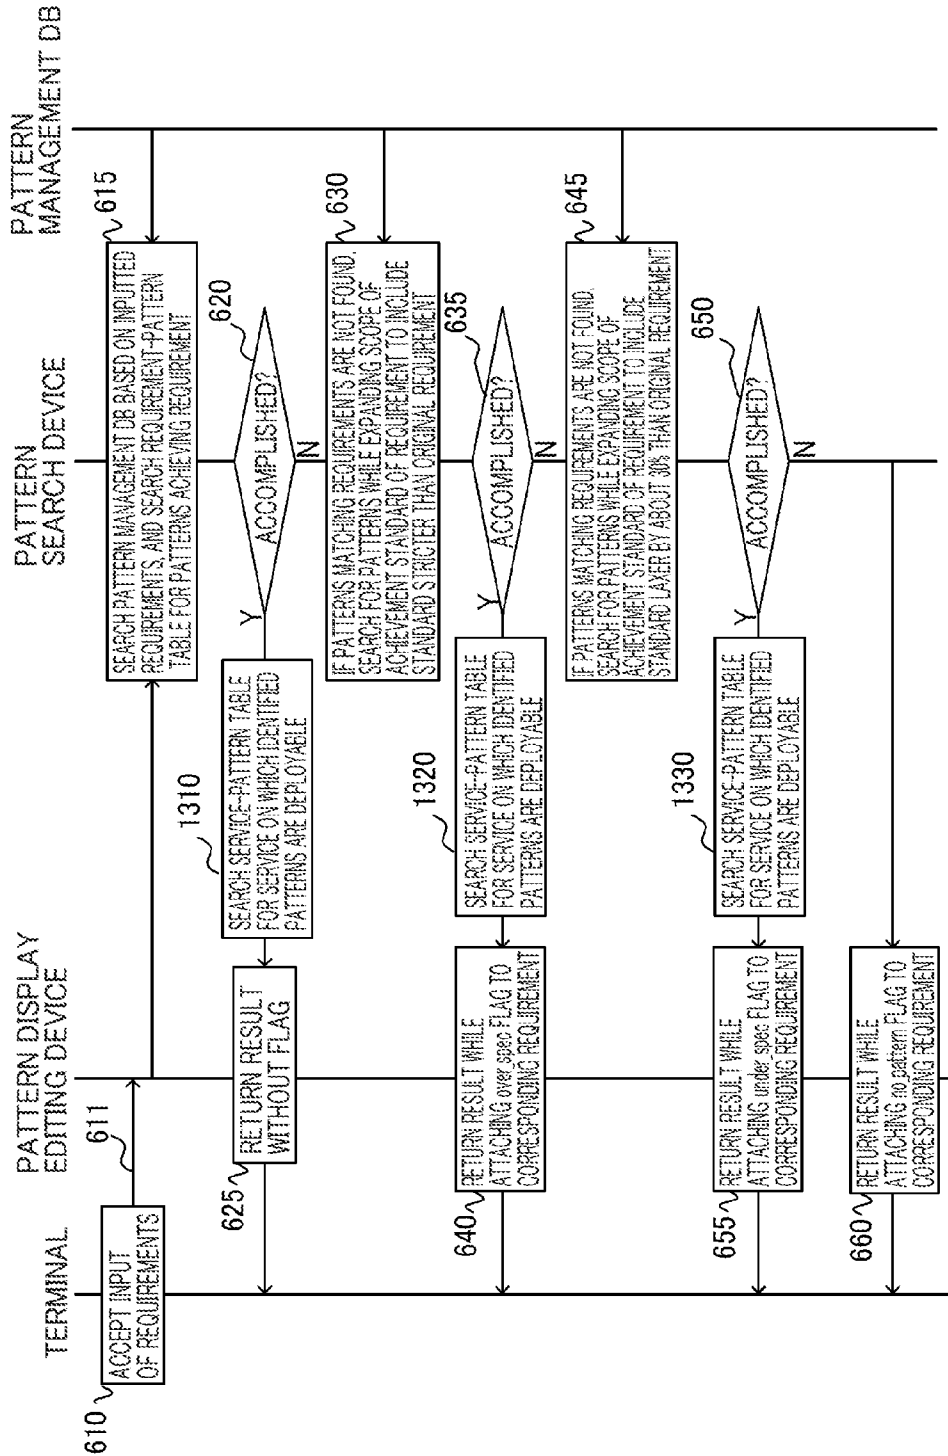 TERMINAL
PATTERN DISPLAY
EDITING DEVICE
PATTERN
SEARCH DEVICE
PATTERN
MANAGEMENT DB
610
ACCEPT INPUT
OF REQUIREMENTS
611
615
SEARCH PATTERN MANAGEMENT DB BASED ON INPUTTED
REQUIREMENTS, AND SEARCH REQUIREMENT-PATTERN
TABLE FOR PATTERNS ACHIEVING REQUIREMENT
620
ACCOMPLISHED?
Y
N
1310
SEARCH SERVICE-PATTERN TABLE
FOR SERVICE ON WHICH IDENTIFIED
PATTERNS ARE DEPLOYABLE
625
RETURN RESULT
WITHOUT FLAG
630
IF PATTERNS MATCHING REQUIREMENTS ARE NOT FOUND,
SEARCH FOR PATTERNS WHILE EXPANDING SCOPE OF
ACHIEVEMENT STANDARD OF REQUIREMENT TO INCLUDE
STANDARD STRICTER THAN ORIGINAL REQUIREMENT
635
ACCOMPLISHED?
Y
N
1320
SEARCH SERVICE-PATTERN TABLE
FOR SERVICE ON WHICH IDENTIFIED
PATTERNS ARE DEPLOYABLE
640
RETURN RESULT WHILE
ATTACHING over_spec FLAG TO
CORRESPONDING REQUIREMENT
645
IF PATTERNS MATCHING REQUIREMENTS ARE NOT FOUND,
SEARCH FOR PATTERNS WHILE EXPANDING SCOPE OF
ACHIEVEMENT STANDARD OF REQUIREMENT TO INCLUDE
STANDARD LAXER BY ABOUT 30% THAN ORIGINAL REQUIREMENT
650
ACCOMPLISHED?
Y
N
1330
SEARCH SERVICE-PATTERN TABLE
FOR SERVICE ON WHICH IDENTIFIED
PATTERNS ARE DEPLOYABLE
655
RETURN RESULT WHILE
ATTACHING under_spec FLAG TO
CORRESPONDING REQUIREMENT
660
RETURN RESULT WHILE
ATTACHING no_pattern FLAG TO
CORRESPONDING REQUIREMENT